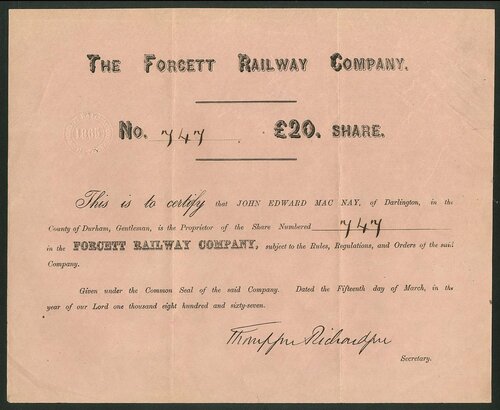 THE FORCETT RAILWAY COMPANY.
1865
No. 747 £20. SHARE.
This is to certify that JOHN EDWARD MAC NAY, of Darlington, in the
County of Durham, Gentleman, is the Proprietor of the Share Numbered 747
in the FORCETT RAILWAY COMPANY, subject to the Rules, Regulations, and Orders of the said
Company.
Given under the Common Seal of the said Company. Dated the Fifteenth day of March, in the
year of our Lord one thousand eight hundred and sixty-seven.
Thompson Richardson
Secretary.